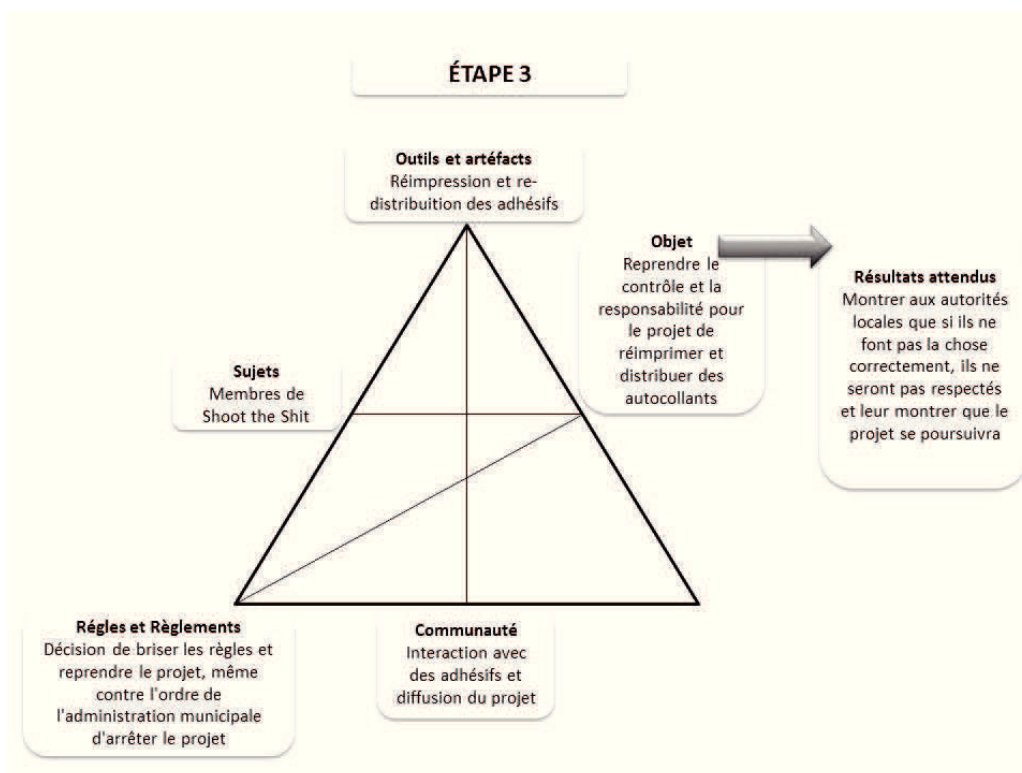 ÉTAPE 3
Outils et artéfacts
Réimpression et re-
distribuition des adhésifs
Objet
Reprendre le
contrôle et la
responsabilité pour
le projet de
réimprimer et
distribuer des
autocollants
Résultats attendus
Montrer aux autorités
locales que si ils ne
font pas la chose
correctement, ils ne
seront pas respectés
et leur montrer que le
projet se poursuivra
Sujets
Membres de
Shoot the Shit
Régles et Règlements
Décision de briser les règles et
reprendre le projet, même
contre l'ordre de
l'administration municipale
d'arrêter le projet
Communauté
Interaction avec
des adhésifs et
diffusion du projet